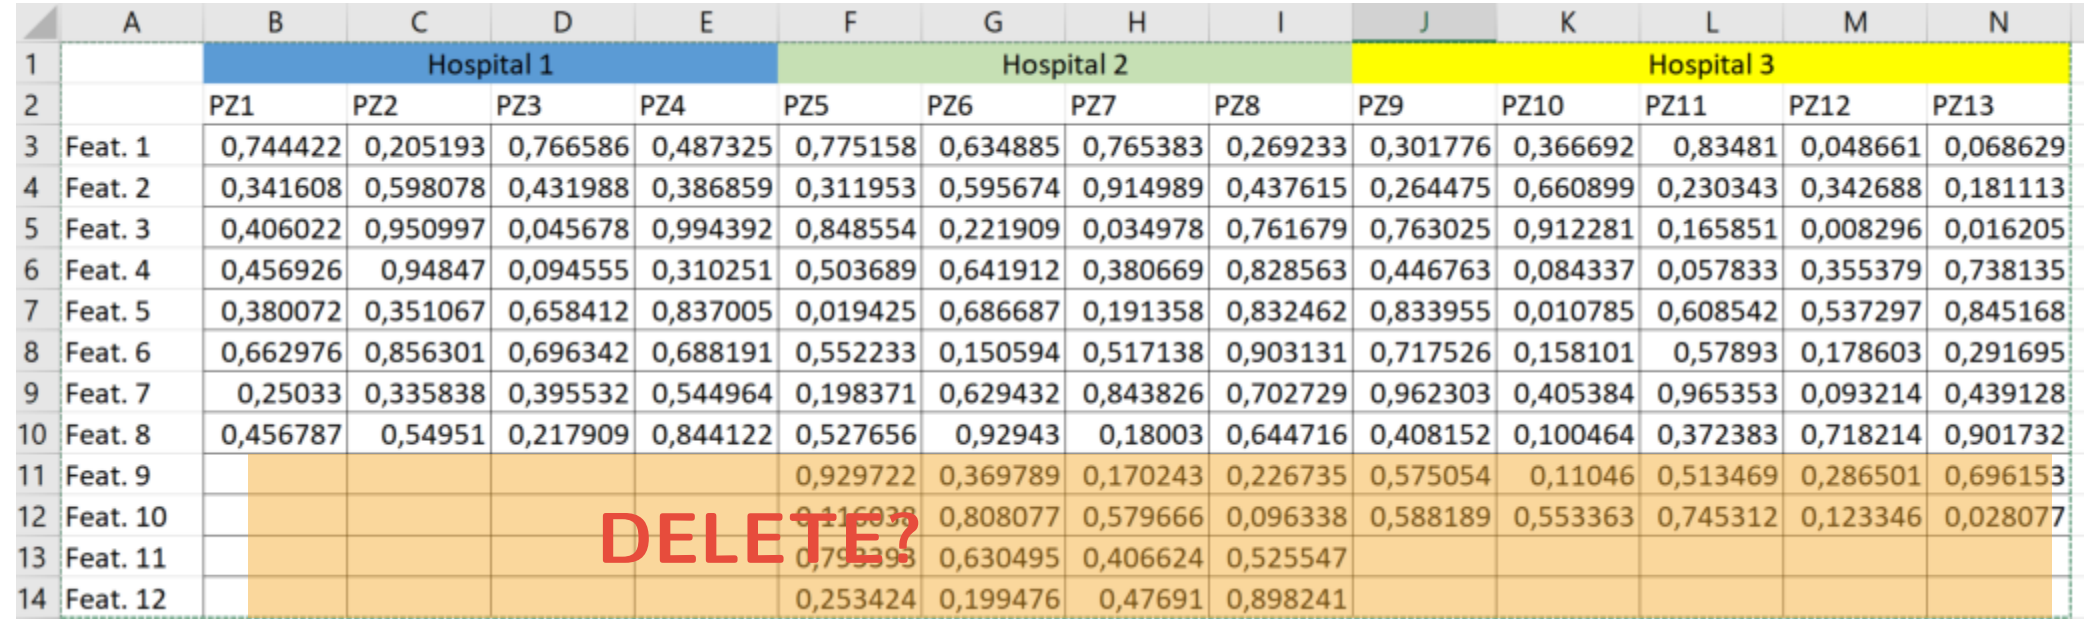 A B C D E F G H I J K L M N
1 Hospital 1 Hospital 2 Hospital 3
2 PZ1 PZ2 PZ3 PZ4 PZ5 PZ6 PZ7 PZ8 PZ9 PZ10 PZ11 PZ12 PZ13
3 Feat. 1 0,744422 0,205193 0,766586 0,487325 0,775158 0,634885 0,765383 0,269233 0,301776 0,366692 0,83481 0,048661 0,068629
4 Feat. 2 0,341608 0,598078 0,431988 0,386859 0,311953 0,595674 0,914989 0,437615 0,264475 0,660899 0,230343 0,342688 0,181113
5 Feat. 3 0,406022 0,950997 0,045678 0,994392 0,848554 0,221909 0,034978 0,761679 0,763025 0,912281 0,165851 0,008296 0,016205
6 Feat. 4 0,456926 0,94847 0,094555 0,310251 0,503689 0,641912 0,380669 0,828563 0,446763 0,084337 0,057833 0,355379 0,738135
7 Feat. 5 0,380072 0,351067 0,658412 0,837005 0,019425 0,686687 0,191358 0,832462 0,833955 0,010785 0,608542 0,537297 0,845168
8 Feat. 6 0,662976 0,856301 0,696342 0,688191 0,552233 0,150594 0,517138 0,903131 0,717526 0,158101 0,57893 0,178603 0,291695
9 Feat. 7 0,25033 0,335838 0,395532 0,544964 0,198371 0,629432 0,843826 0,702729 0,962303 0,405384 0,965353 0,093214 0,439128
10 Feat. 8 0,456787 0,54951 0,217909 0,844122 0,527656 0,92943 0,18003 0,644716 0,408152 0,100464 0,372383 0,718214 0,901732
11 Feat. 9 0,929722 0,369789 0,170243 0,226735 0,575054 0,11046 0,513469 0,286501 0,696153
12 Feat. 10 0,808077 0,579666 0,096338 0,588189 0,553363 0,745312 0,123346 0,028077
DELETE?
13 Feat. 11 0,630495 0,406624 0,525547
14 Feat. 12 0,253424 0,199476 0,47691 0,898241